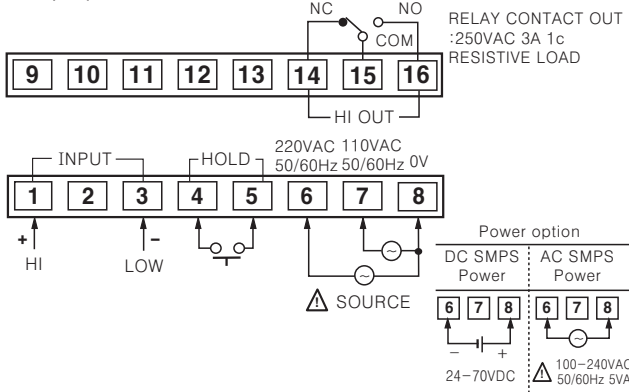 NC NO
COM
RELAY CONTACT OUT
:250VAC 3A 1c
RESISTIVE LOAD
9 10 11 12 13 14 15 16
HI OUT
INPUT HOLD
220VAC 110VAC
50/60Hz 50/60Hz 0V
1 2 3 4 5 6 7 8
+ −
HI LOW
SOURCE
Power option
DC SMPS Power
AC SMPS Power
6 7 8
6 7 8
− +
24-70VDC
100-240VAC
50/60Hz 5VA